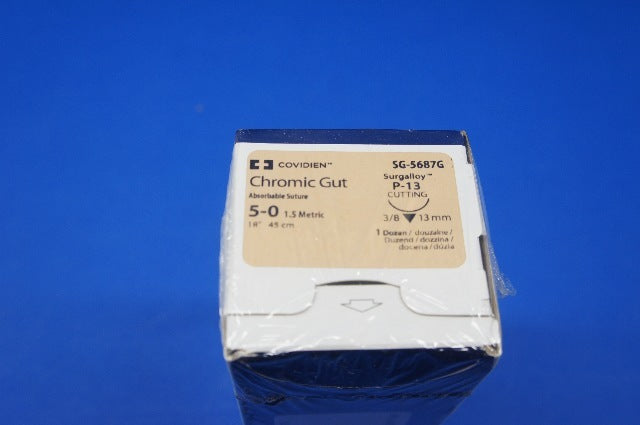 COVIDIEN™ SG-5687G
Chromic Gut Surgalloy™
P-13
Absorbable Suture CUTTING
5-0 1.5 Metric 3/8 13 mm
18" 45 cm
1 Dozen / douzaine /
Duzend / dozzina /
docena / dúzia